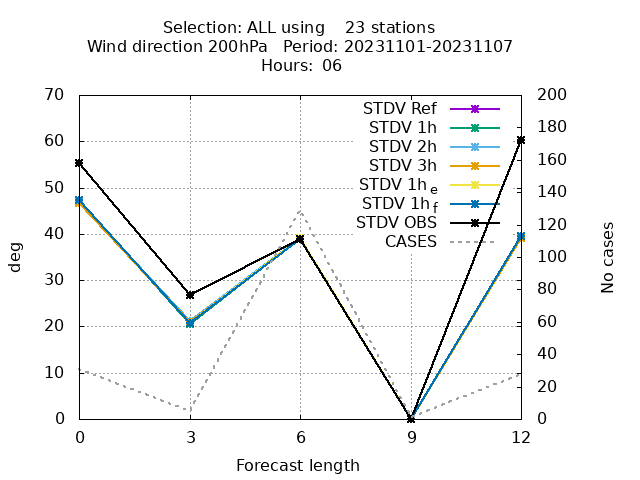 Selection: ALL using    23 stations
Wind direction 200hPa   Period: 20231101-20231107
Hours: 06
70
60
50
40
30
20
10
0
deg
200
180
160
140
120
100
80
60
40
20
0
No cases
STDV Ref
STDV 1h
STDV 2h
STDV 3h
STDV 1h e
STDV 1h f
STDV OBS
CASES
0 3 6 9 12
Forecast length